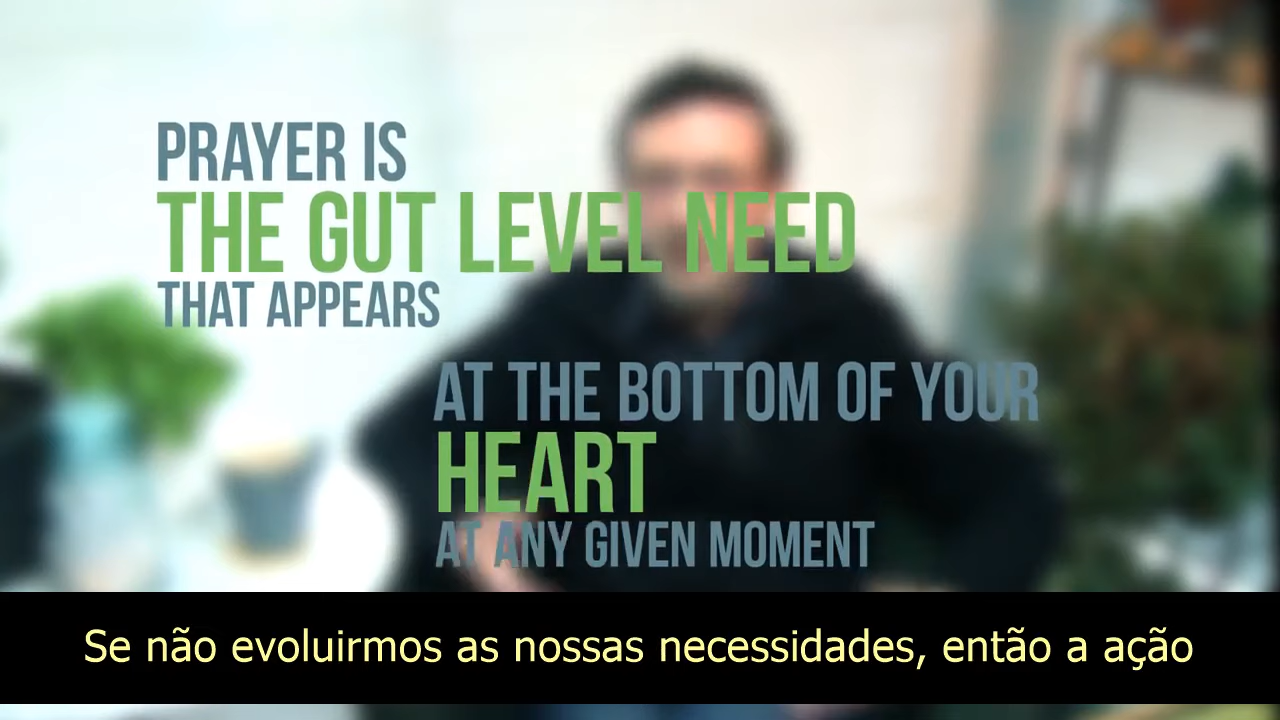 PRAYER IS
THE GUT LEVEL NEED
THAT APPEARS
AT THE BOTTOM OF YOUR
HEART
AT ANY GIVEN MOMENT
Se não evoluirmos as nossas necessidades, então a ação